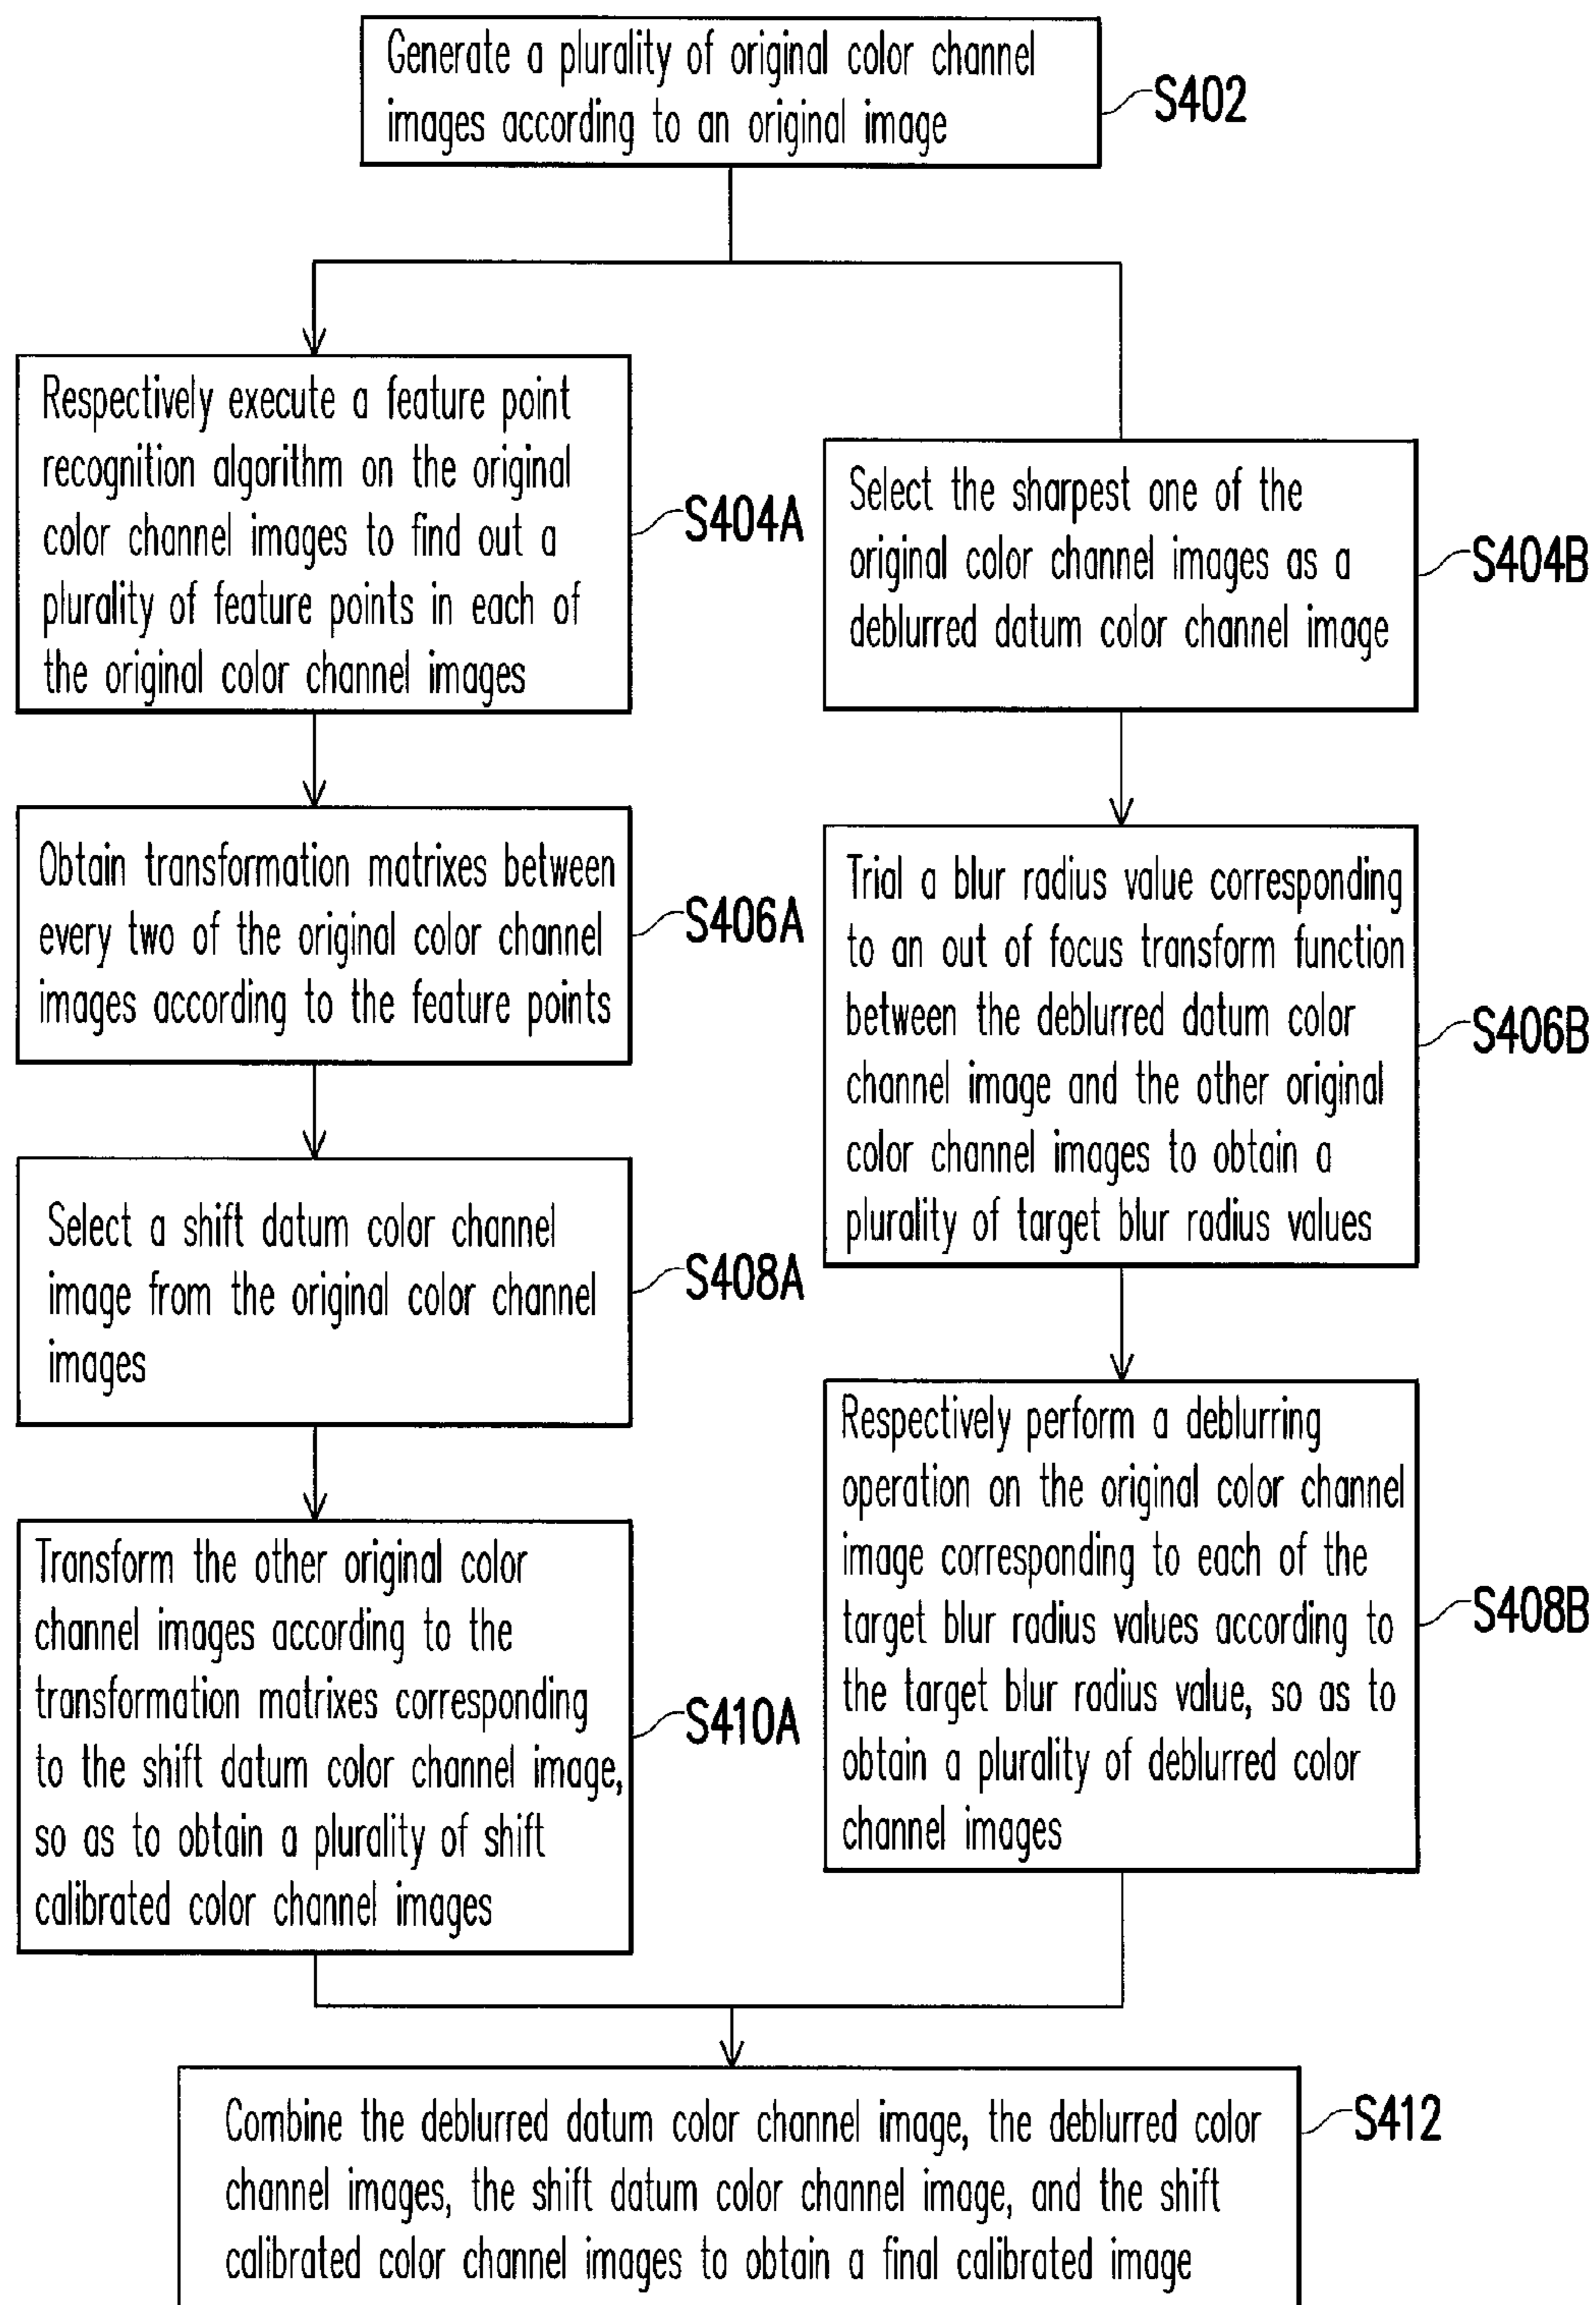 Generate a plurality of original color channel
images according to an original image
S402
Respectively execute a feature point
recognition algorithm on the original
color channel images to find out a
plurality of feature points in each of
the original color channel images
S404A
Select the sharpest one of the
original color channel images as a
deblurred datum color channel image
S404B
Obtain transformation matrixes between
every two of the original color channel
images according to the feature points
S406A
Trial a blur radius value corresponding
to an out of focus transform function
between the deblurred datum color
channel image and the other original
color channel images to obtain a
plurality of target blur radius values
S406B
Select a shift datum color channel
image from the original color channel
images
S408A
Respectively perform a deblurring
operation on the original color channel
image corresponding to each of the
target blur radius values according to
the target blur radius value, so as to
obtain a plurality of deblurred color
channel images
S408B
Transform the other original color
channel images according to the
transformation matrixes corresponding
to the shift datum color channel image,
so as to obtain a plurality of shift
calibrated color channel images
S410A
Combine the deblurred datum color channel image, the deblurred color
channel images, the shift datum color channel image, and the shift
calibrated color channel images to obtain a final calibrated image
S412